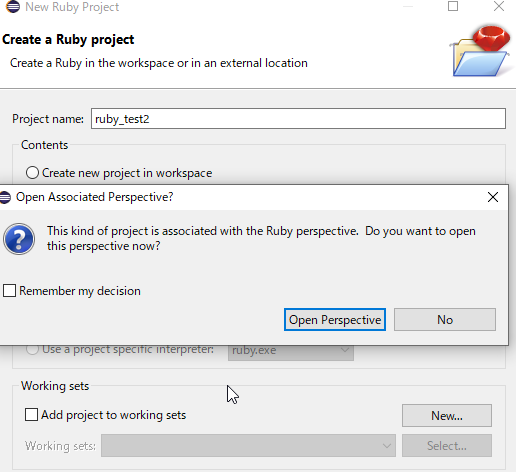 New Ruby Project
Create a Ruby project
Create a Ruby in the workspace or in an external location
Project name: ruby_test2
Contents
Create new project in workspace
Open Associated Perspective?
This kind of project is associated with the Ruby perspective. Do you want to open
this perspective now?
Remember my decision
Open Perspective No
Use a project specific interpreter: ruby.exe
Working sets
Add project to working sets New...
Working sets: Select...